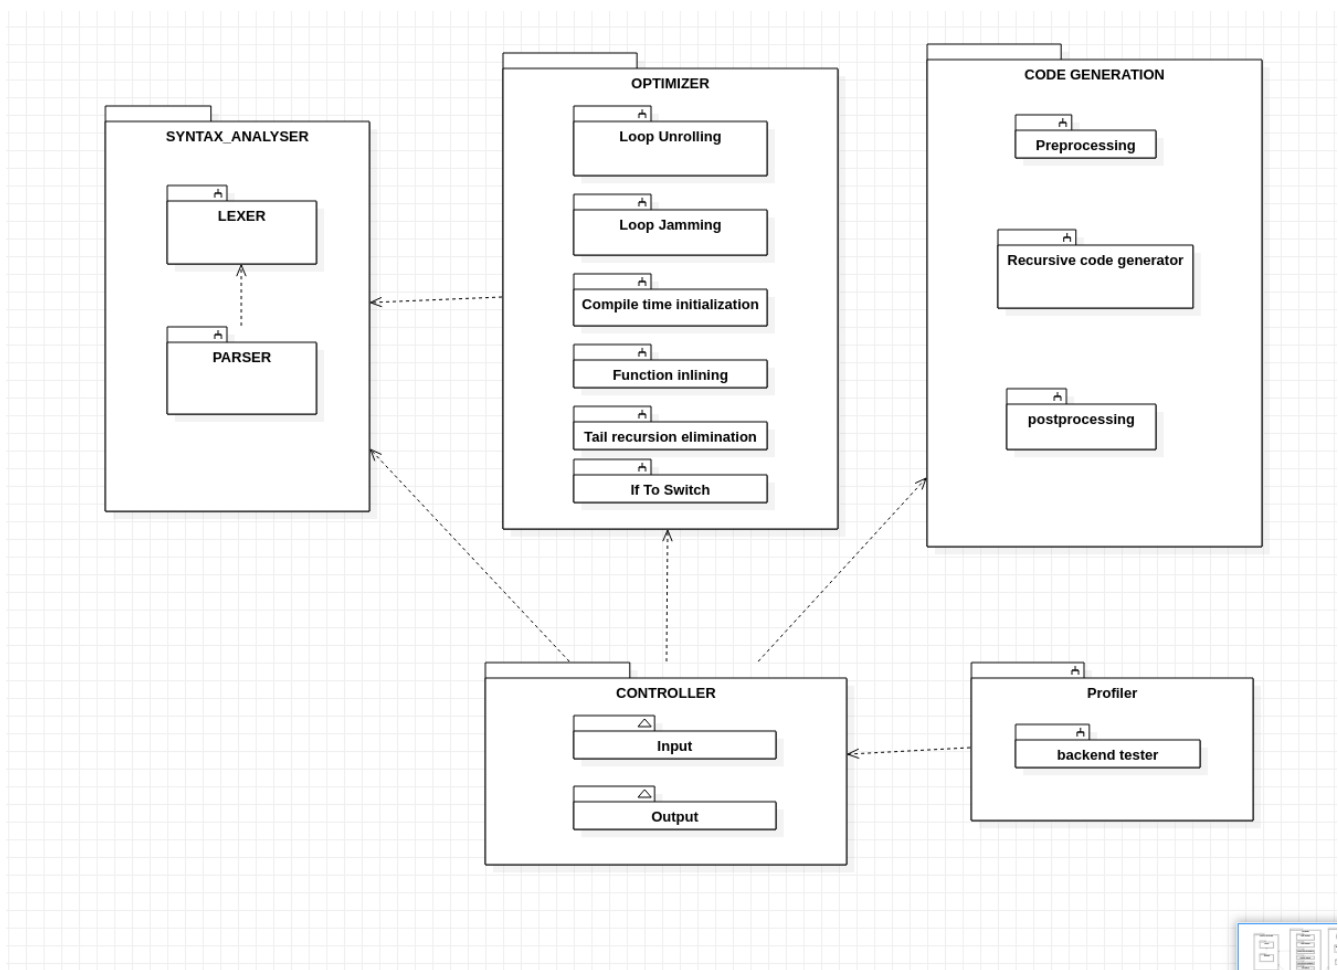 SYNTAX_ANALYSER
LEXER
PARSER
OPTIMIZER
Loop Unrolling
Loop Jamming
Compile time initialization
Function inlining
Tail recursion elimination
If To Switch
CODE GENERATION
Preprocessing
Recursive code generator
postprocessing
CONTROLLER
Input
Output
Profiler
backend tester